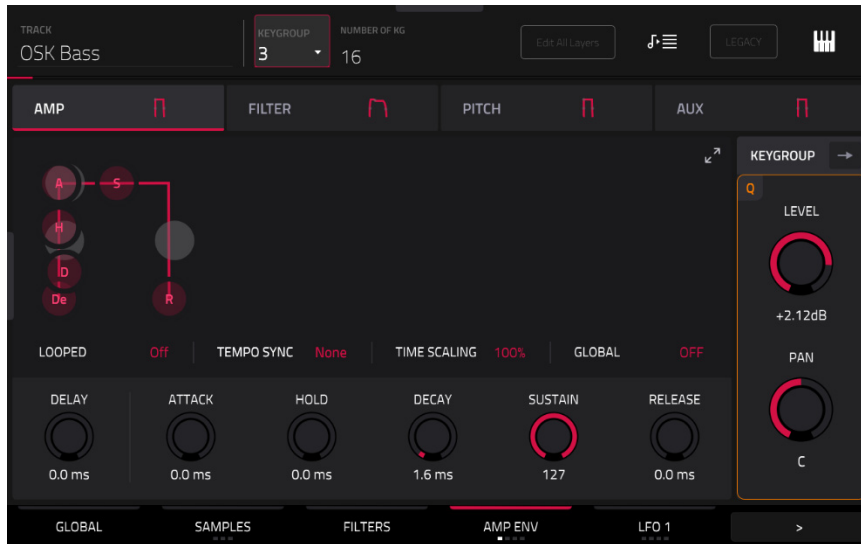 TRACK
OSK Bass
KEYGROUP
3
NUMBER OF KG
16
Edit All Layers
LEGACY
AMP
FILTER
PITCH
AUX
A
S
H
D
De
R
KEYGROUP
Q
LEVEL
+2.12dB
PAN
C
LOOPED Off
TEMPO SYNC None
TIME SCALING 100%
GLOBAL OFF
DELAY ATTACK HOLD DECAY SUSTAIN RELEASE
0.0 ms 0.0 ms 0.0 ms 1.6 ms 127 0.0 ms
GLOBAL SAMPLES FILTERS AMP ENV LFO 1 >